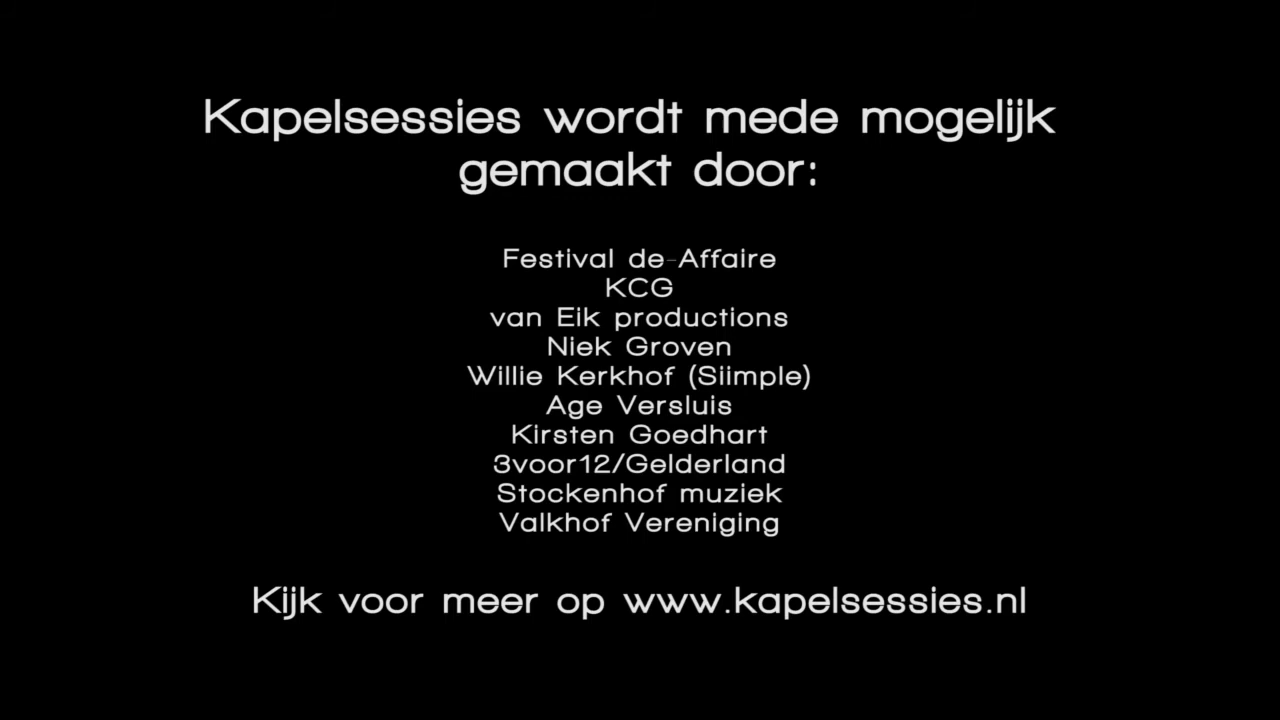 Kapelsessies wordt mede mogelijk
gemaakt door:
Festival de-Affaire
KCG
van Eik productions
Niek Groven
Willie Kerkhof (Siimple)
Age Versluis
Kirsten Goedhart
3voor12/Gelderland
Stockenhof muziek
Valkhof Vereniging
Kijk voor meer op www.kapelsessies.nl